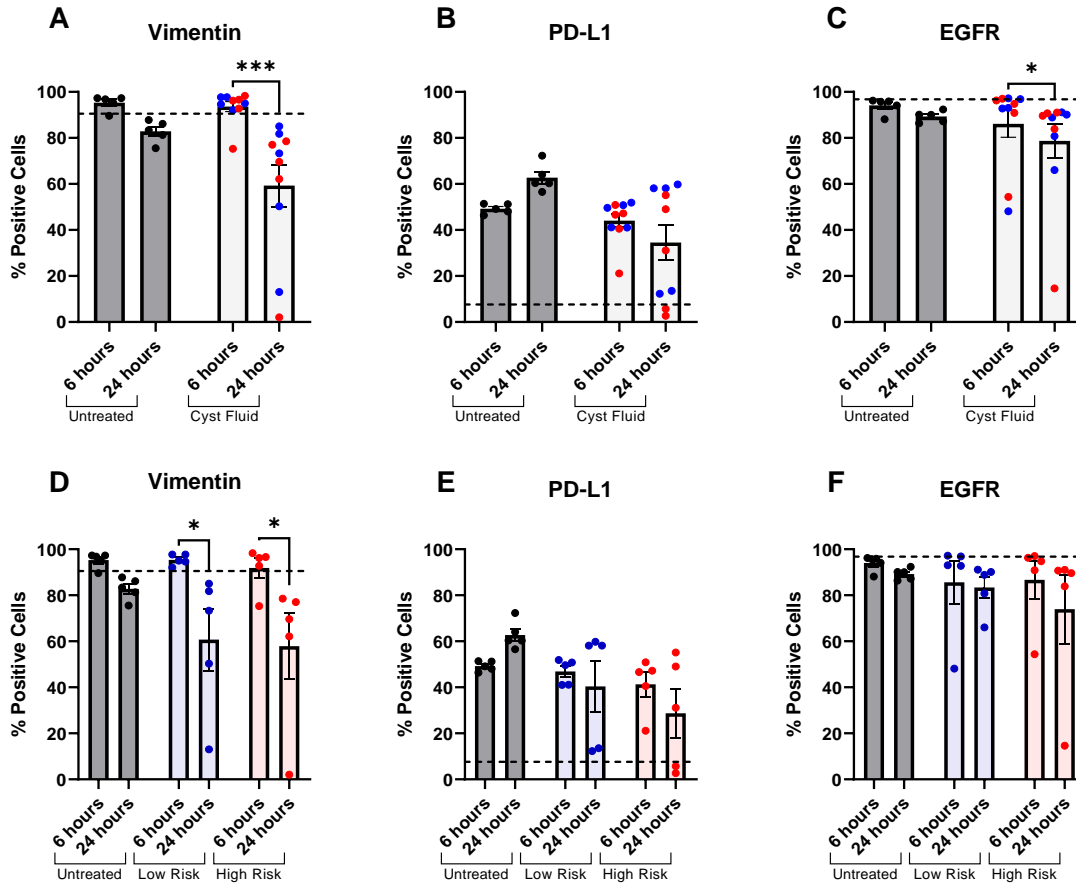 A
Vimentin
% Positive Cells
100
80
60
40
20
0
***
6 hours
24 hours
6 hours
24 hours
Untreated
Cyst Fluid
B
PD-L1
% Positive Cells
100
80
60
40
20
0
6 hours
24 hours
6 hours
24 hours
Untreated
Cyst Fluid
C
EGFR
% Positive Cells
100
80
60
40
20
0
*
6 hours
24 hours
6 hours
24 hours
Untreated
Cyst Fluid
D
Vimentin
% Positive Cells
100
80
60
40
20
0
*
*
6 hours
24 hours
6 hours
24 hours
6 hours
24 hours
Untreated
Low Risk
High Risk
E
PD-L1
% Positive Cells
100
80
60
40
20
0
6 hours
24 hours
6 hours
24 hours
6 hours
24 hours
Untreated
Low Risk
High Risk
F
EGFR
% Positive Cells
100
80
60
40
20
0
6 hours
24 hours
6 hours
24 hours
6 hours
24 hours
Untreated
Low Risk
High Risk